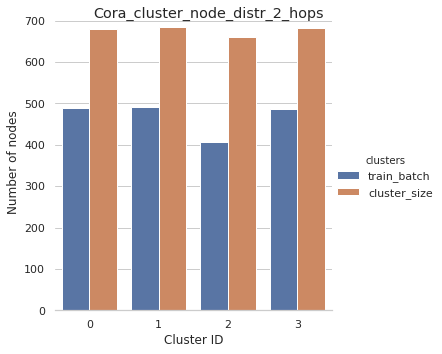 Cora_cluster_node_distr_2_hops
700
600
500
400
300
200
100
0
Number of nodes
0 1 2 3
Cluster ID
clusters
train_batch
cluster_size